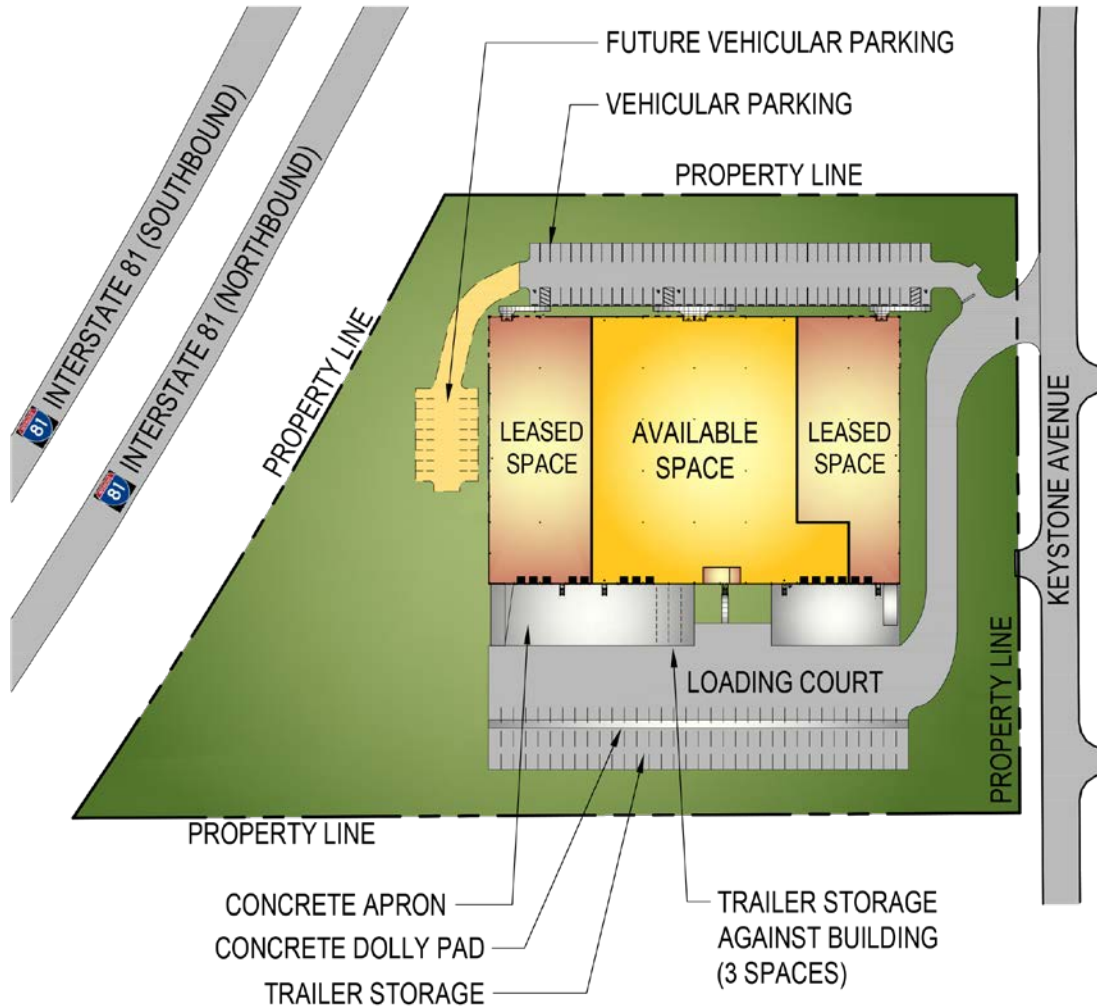 FUTURE VEHICULAR PARKING
VEHICULAR PARKING
PROPERTY LINE
81 INTERSTATE 81 (SOUTHBOUND)
81 INTERSTATE 81 (NORTHBOUND)
PROPERTY LINE
LEASED
SPACE
AVAILABLE
SPACE
LEASED
SPACE
KEYSTONE AVENUE
LOADING COURT
PROPERTY LINE
PROPERTY LINE
CONCRETE APRON
CONCRETE DOLLY PAD
TRAILER STORAGE
TRAILER STORAGE
AGAINST BUILDING
(3 SPACES)